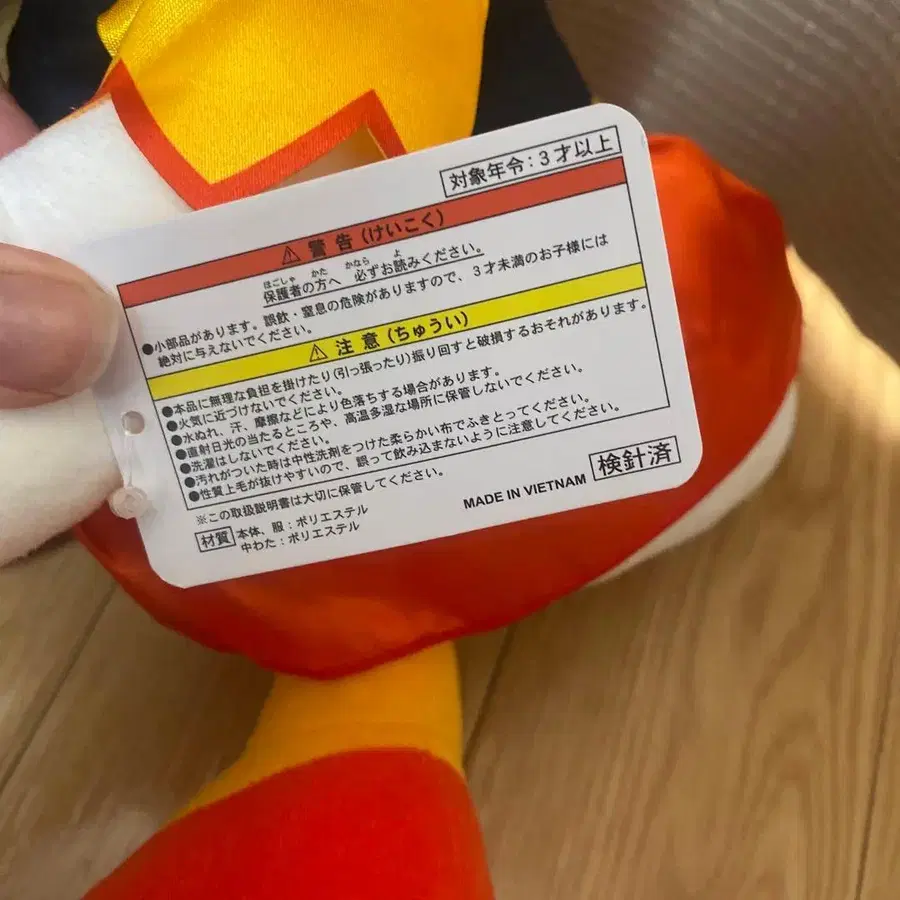 対象年令：３才以上
⚠ 警告(けいこく)
ほごしゃ かた かなら よ
保護者の方へ 必ずお読みください。
●小部品があります。誤飲・窒息の危険がありますので、３才未満のお子様には
絶対に与えないでください。
⚠ 注意(ちゅうい)
●本品に無理な負担を掛けたり(引っ張ったり)振り回すと破損するおそれがあります。
●火気に近づけないでください。
●水ぬれ、汗、摩擦などにより色落ちする場合があります。
●直射日光の当たるところや、高温多湿な場所に保管しないでください。
●洗濯はしないでください。
●汚れがついた時は中性洗剤をつけた柔らかい布でふきとってください。
●性質上毛が抜けやすいので、誤って飲み込まないように注意してください。
※この取扱説明書は大切に保管してください。
材質 本体、服：ポリエステル
中わた：ポリエステル
MADE IN VIETNAM
検針済